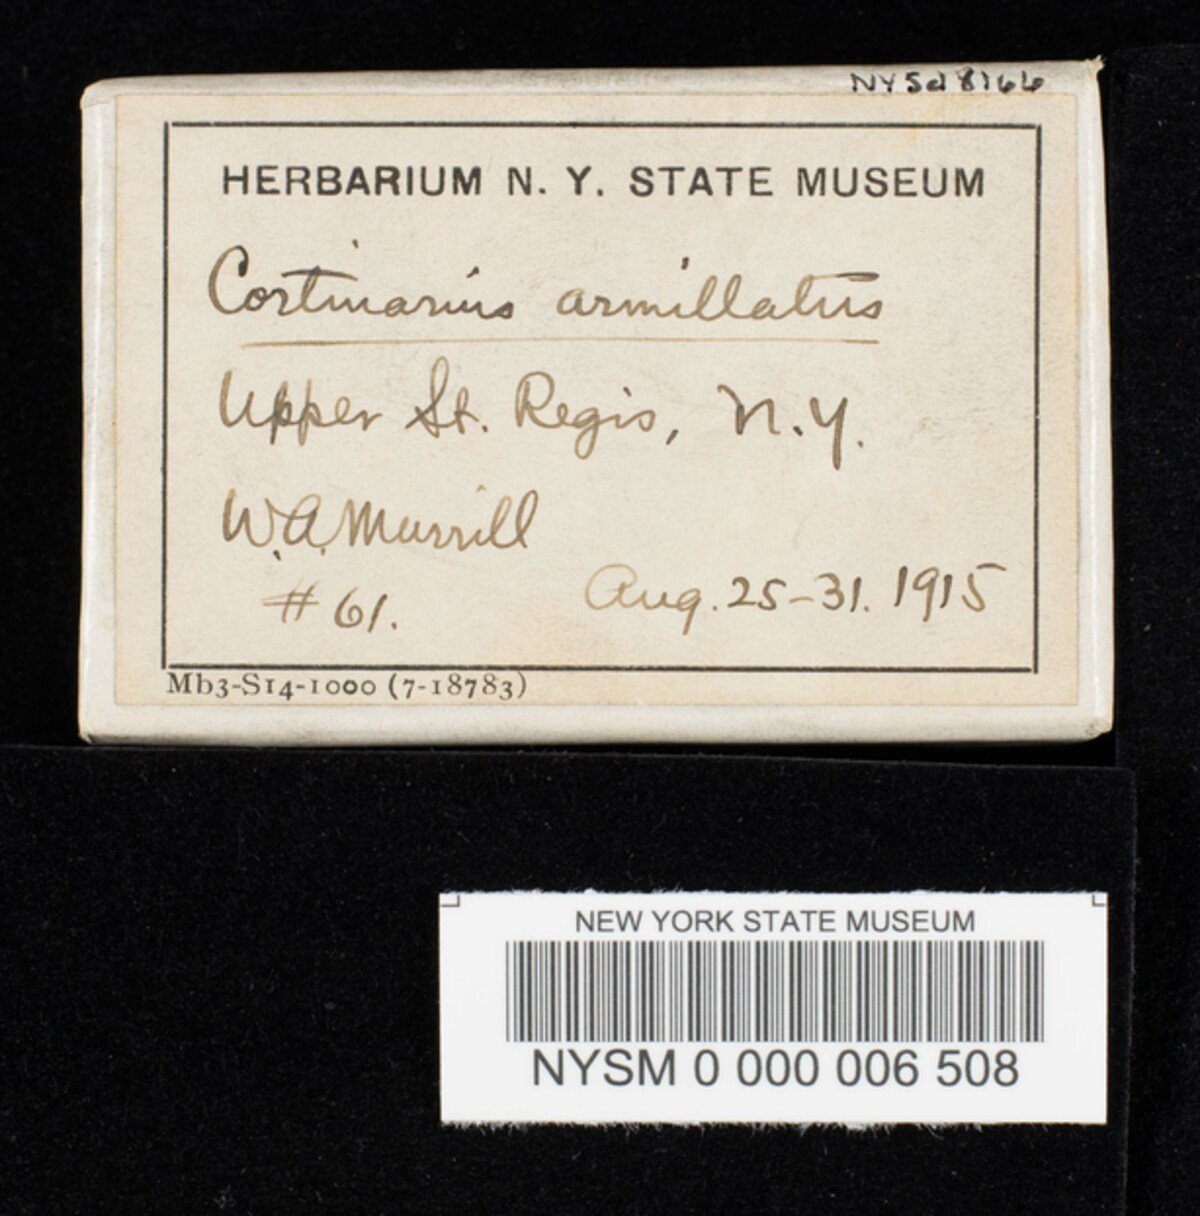 NYSd 8166
HERBARIUM N. Y. STATE MUSEUM
Cortinarius armillatus
Upper St. Regis, N.Y.
W.A. Murrill
#61. Aug. 25-31. 1915
Mb3-S14-1000 (7-18783)
NEW YORK STATE MUSEUM
NYSM 0 000 006 508